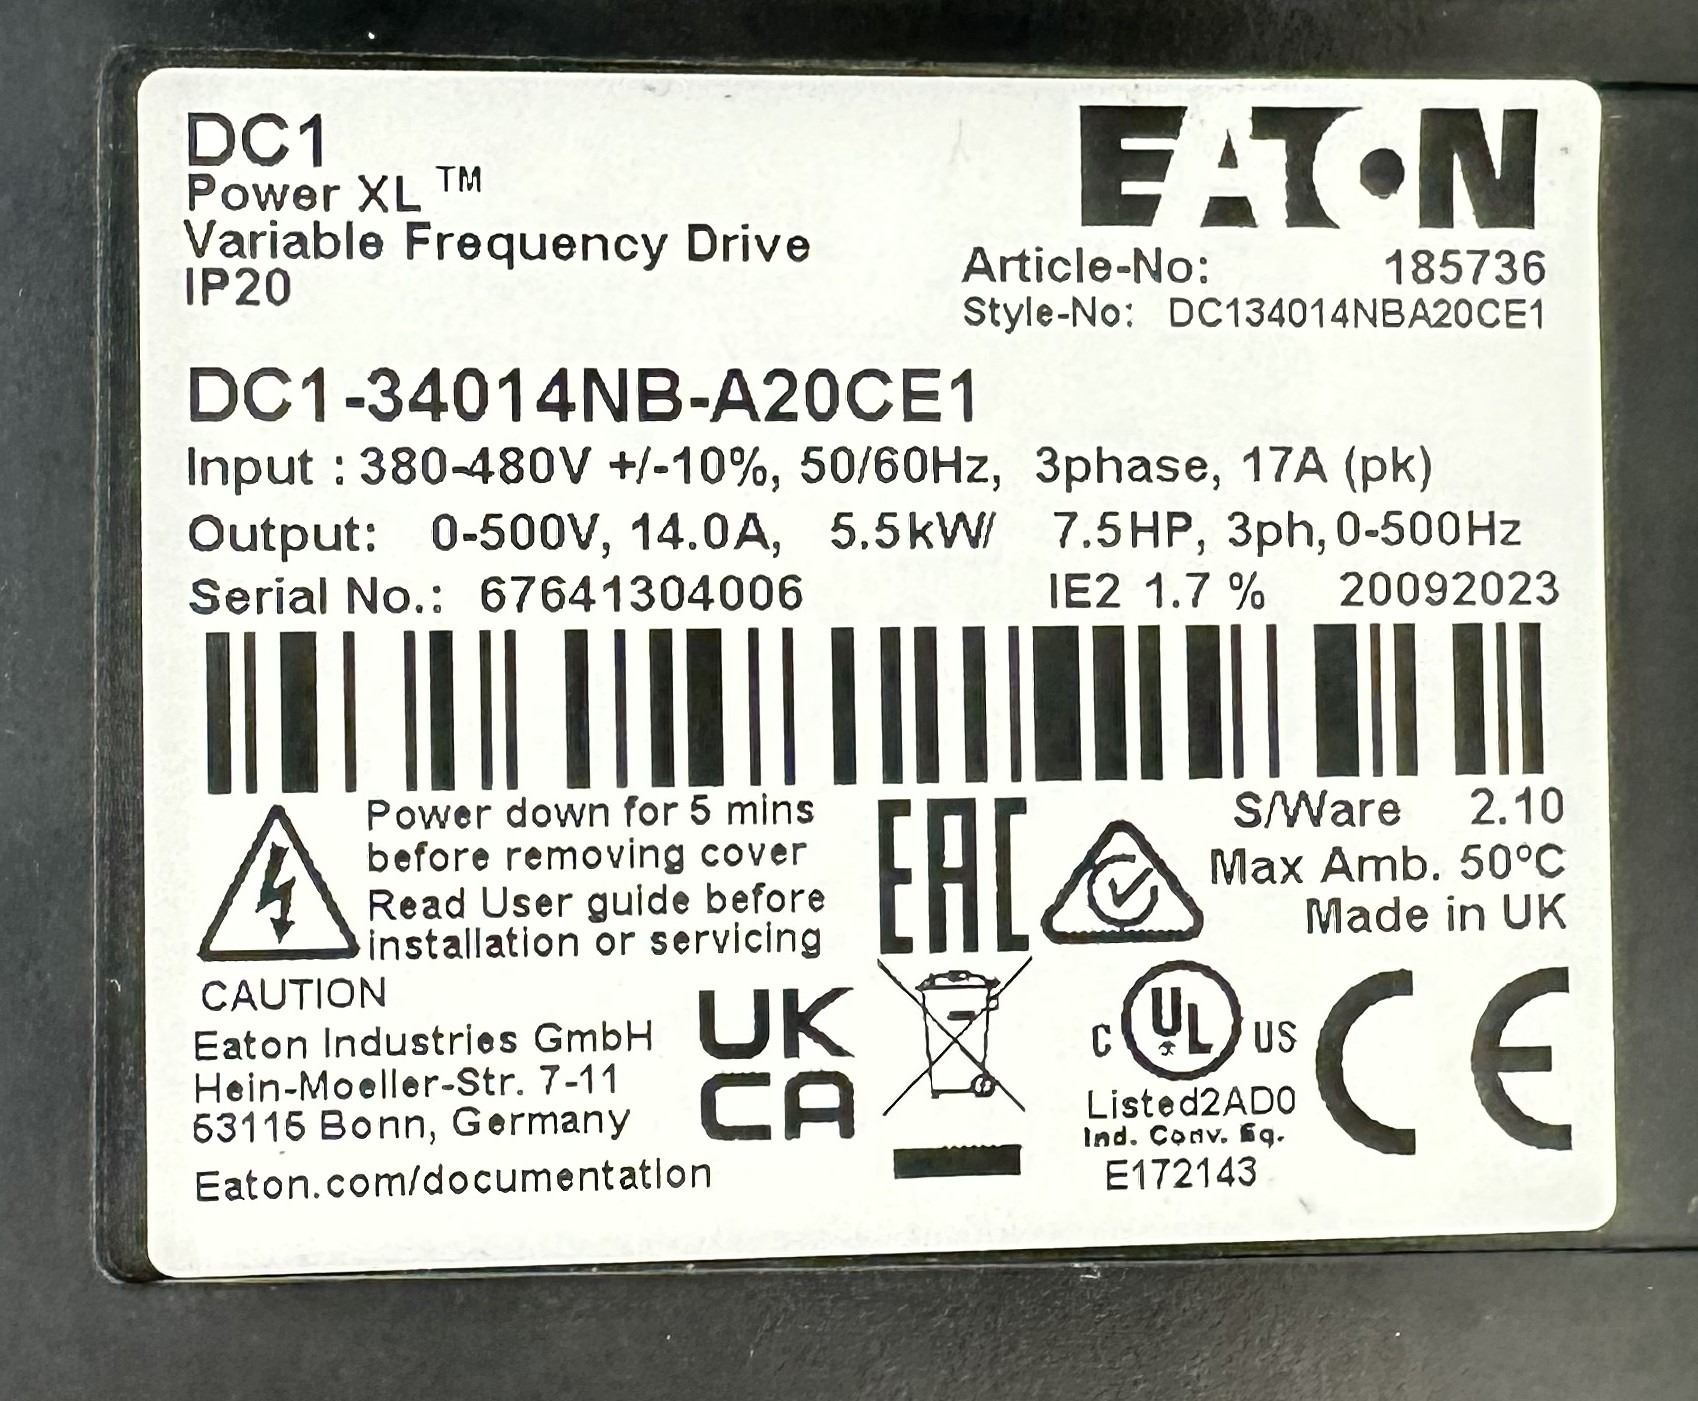 DC1
Power XL™
Variable Frequency Drive
IP20
EATON
Article-No: 185736
Style-No: DC134014NBA20CE1
DC1-34014NB-A20CE1
Input : 380-480V +/-10%, 50/60Hz, 3phase, 17A (pk)
Output: 0-500V, 14.0A, 5.5kW/ 7.5HP, 3ph, 0-500Hz
Serial No.: 67641304006 IE2 1.7 % 20092023
Power down for 5 mins
before removing cover
Read User guide before
installation or servicing
EAC
S/Ware 2.10
Max Amb. 50°C
Made in UK
CAUTION
Eaton Industries GmbH
Hein-Moeller-Str. 7-11
53115 Bonn, Germany
Eaton.com/documentation
UK
CA
C UL US
Listed2AD0
Ind. Conv. Eq.
E172143
CE